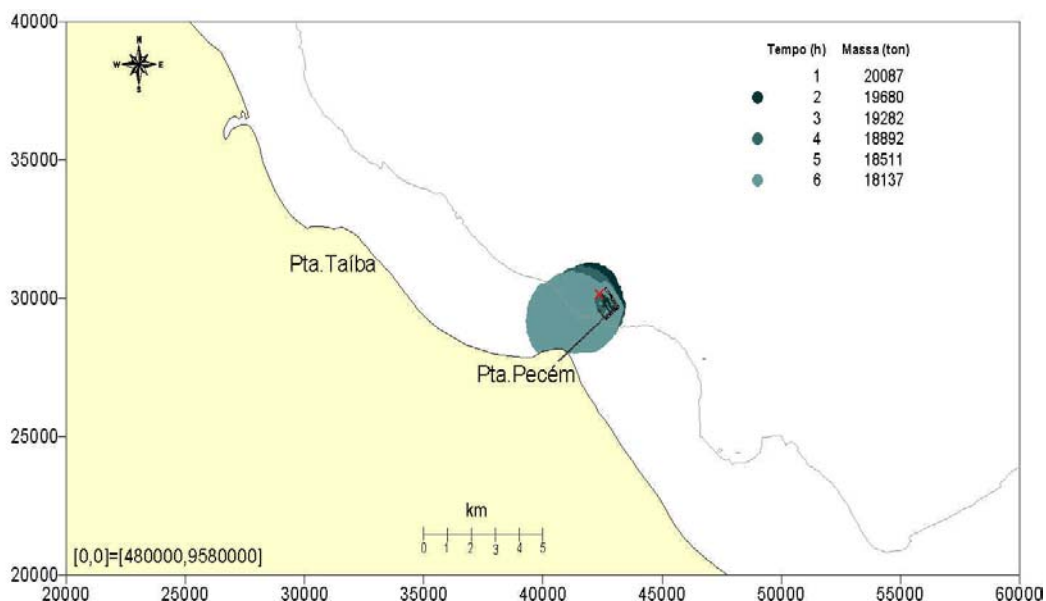 40000
35000
30000
25000
20000
N
W E
S
Tempo (h) Massa (ton)
1 20087
2 19680
3 19282
4 18892
5 18511
6 18137
Pta.Taíba
Pta.Pecém
km
0 1 2 3 4 5
[0,0]=[480000,9580000]
20000 25000 30000 35000 40000 45000 50000 55000 60000